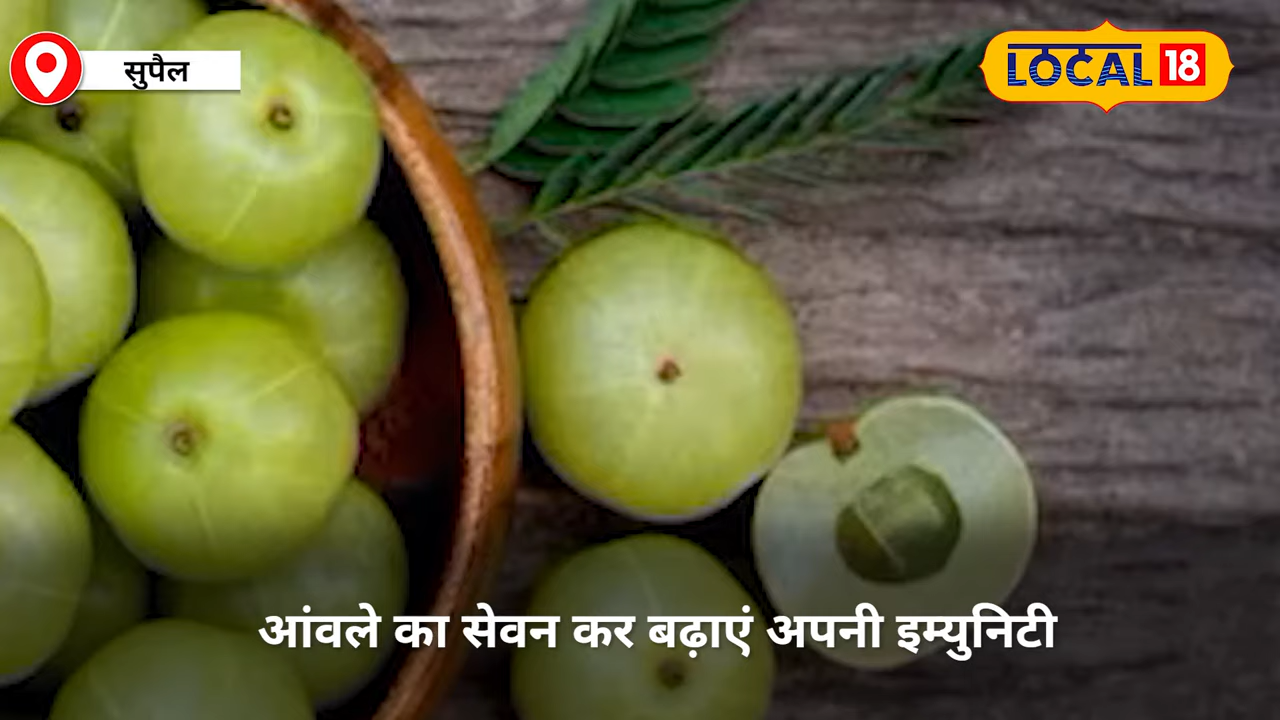 सुपैल
LOCAL 18
आंवले का सेवन कर बढ़ाएं अपनी इम्युनिटी